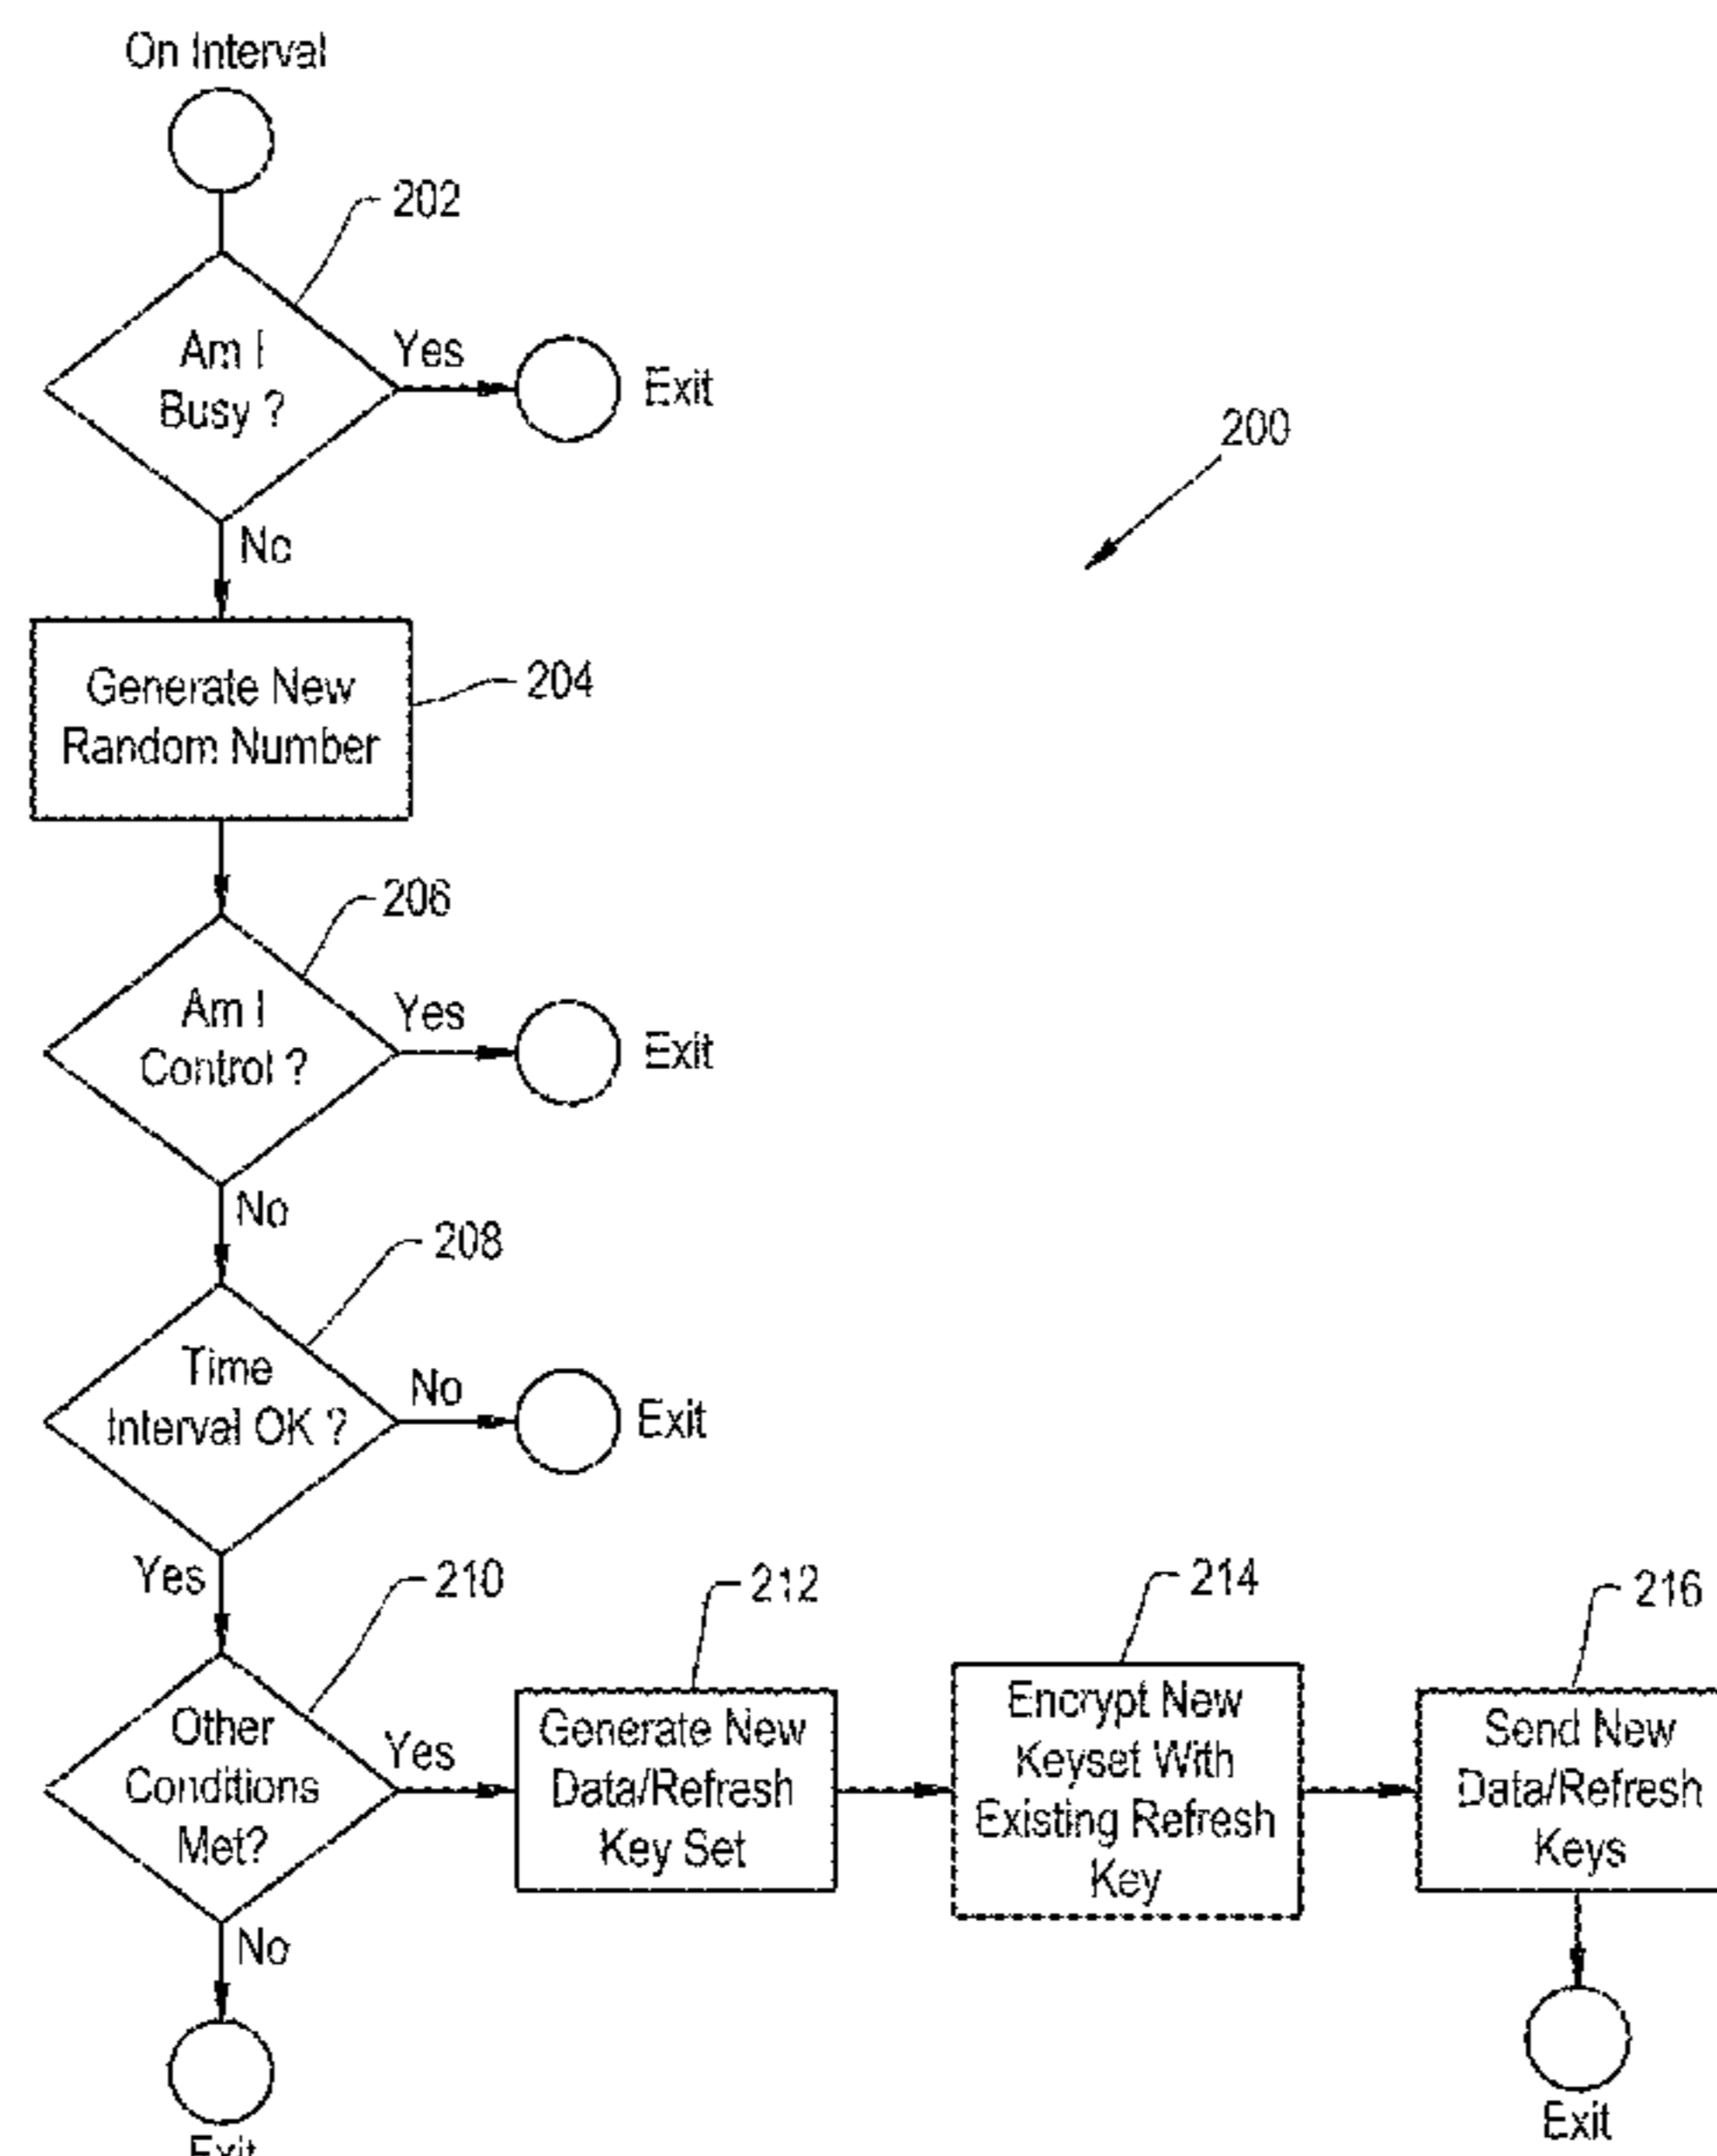 On Interval
202
Am I
Busy ?
Yes
Exit
200
No
Generate New
Random Number
204
206
Am I
Control ?
Yes
Exit
No
208
Time
Interval OK ?
No
Exit
Yes
210
Other
Conditions
Met?
Yes
212
Generate New
Data/Refresh
Key Set
214
Encrypt New
Keyset With
Existing Refresh
Key
216
Send New
Data/Refresh
Keys
No
Exit
Exit